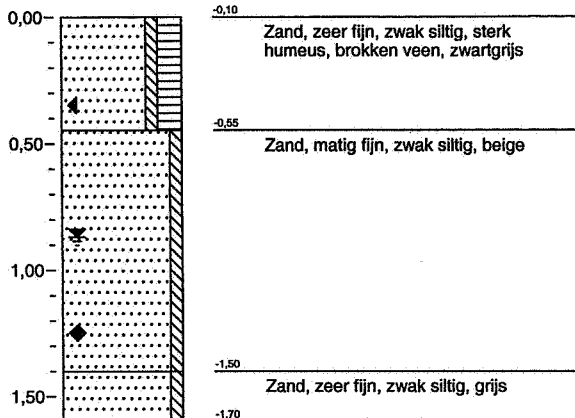 0,00
-0,10
Zand, zeer fijn, zwak siltig, sterk
humeus, brokken veen, zwartgrijs
0,50
-0,55
Zand, matig fijn, zwak siltig, beige
1,00
-1,50
Zand, zeer fijn, zwak siltig, grijs
1,50
-1.70